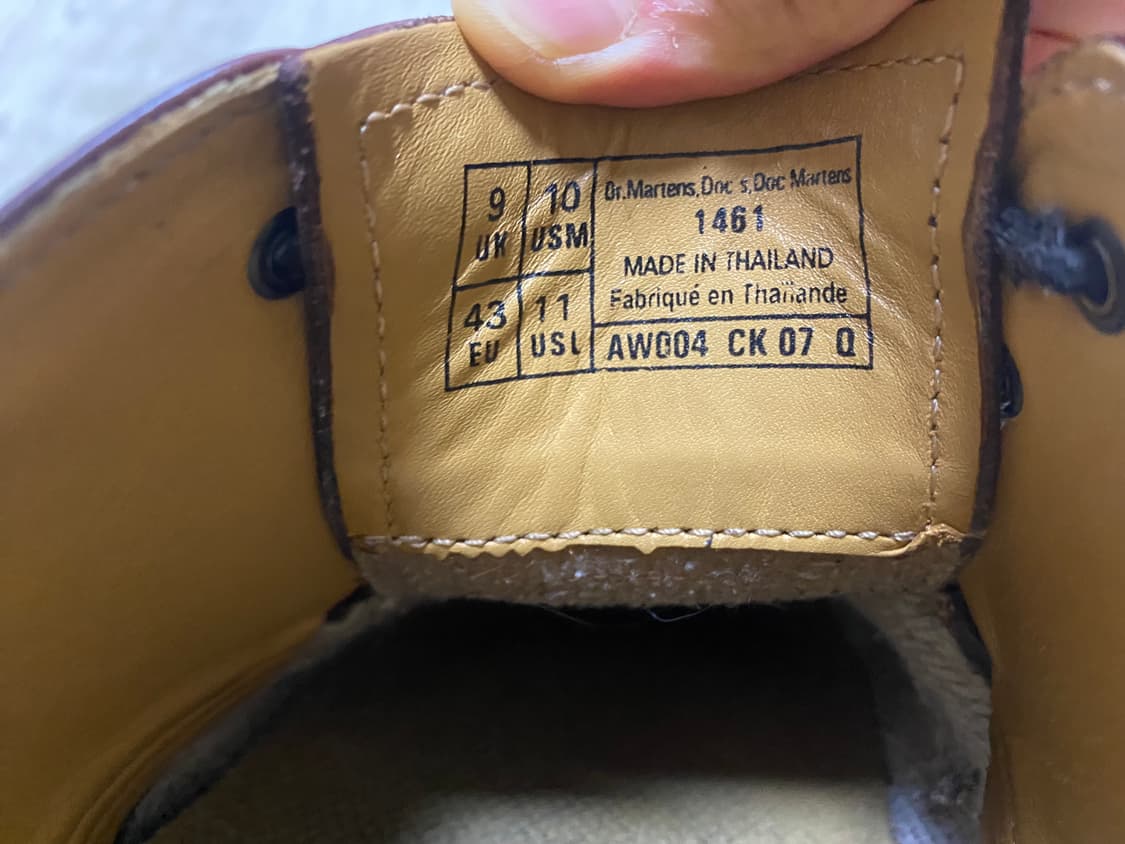 9
UK
10
USM
43
EU
11
USL
Dr.Martens,Doc s,Doc Martens
1461
MADE IN THAILAND
Fabriqué en Thaïlande
AW004 CK 07 Q